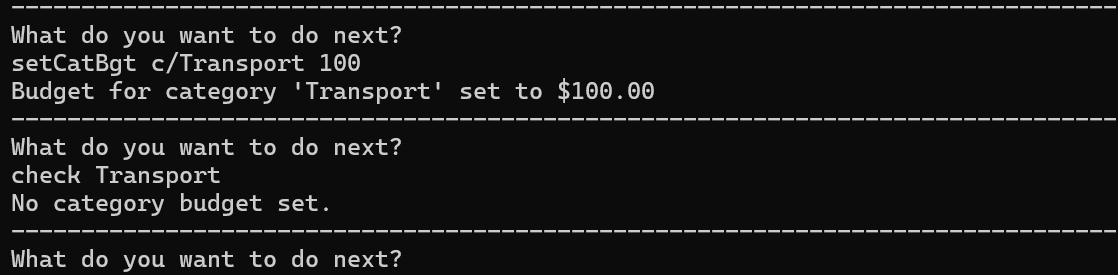 What do you want to do next?
setCatBgt c/Transport 100
Budget for category 'Transport' set to $100.00
--------------------------------------------------------------------------------
What do you want to do next?
check Transport
No category budget set.
--------------------------------------------------------------------------------
What do you want to do next?